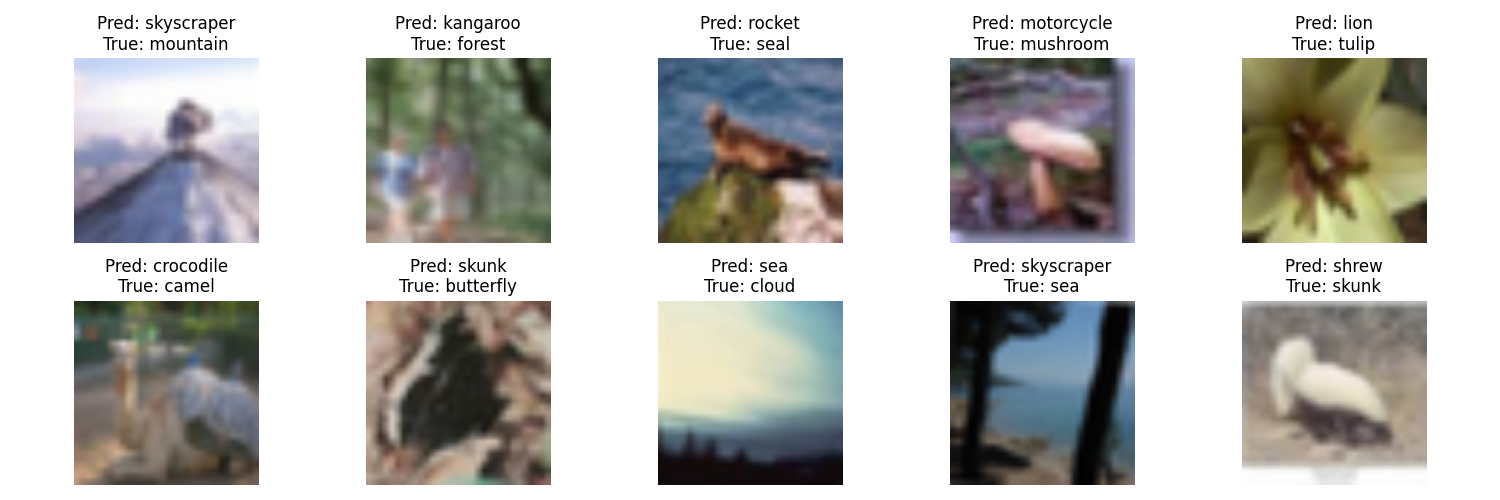 Pred: skyscraper
True: mountain
Pred: kangaroo
True: forest
Pred: rocket
True: seal
Pred: motorcycle
True: mushroom
Pred: lion
True: tulip
Pred: crocodile
True: camel
Pred: skunk
True: butterfly
Pred: sea
True: cloud
Pred: skyscraper
True: sea
Pred: shrew
True: skunk